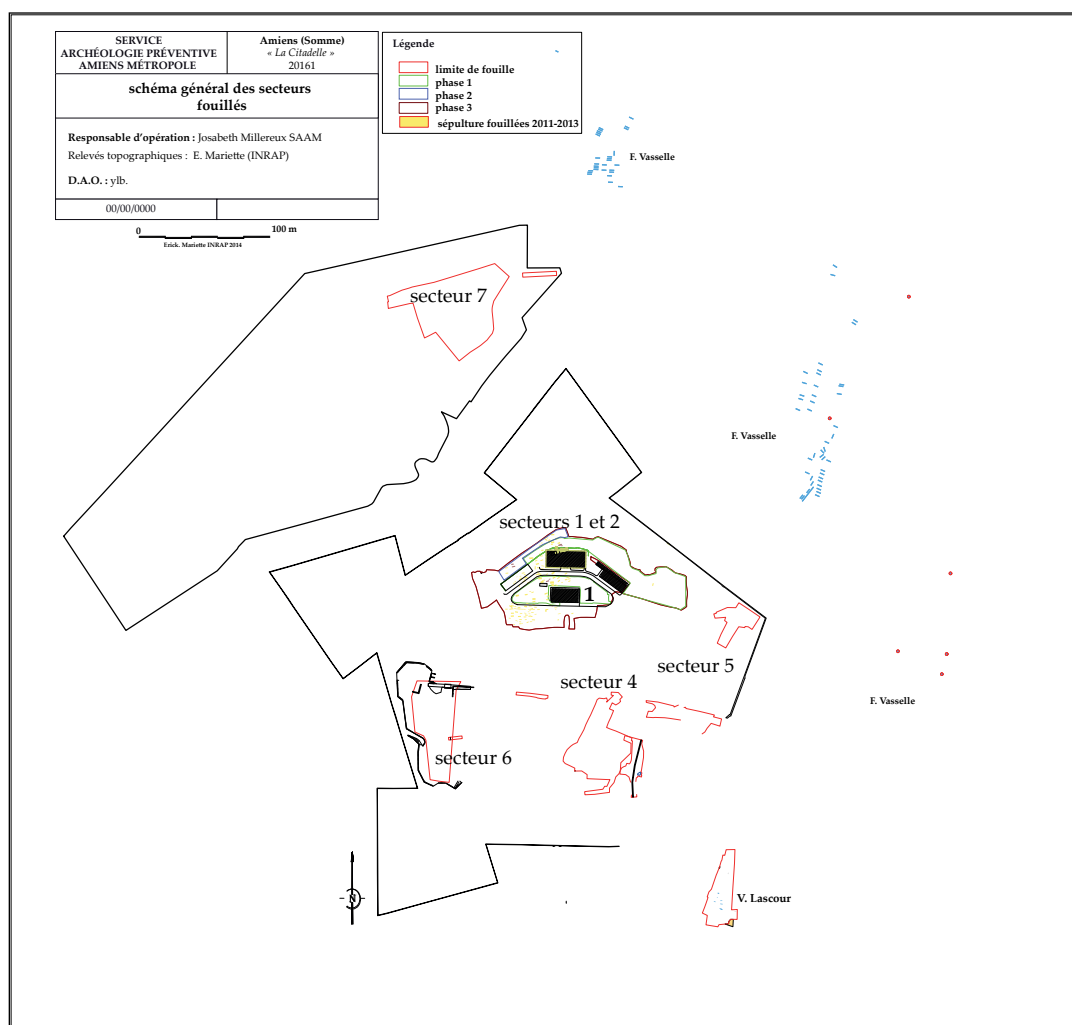 SERVICE
ARCHÉOLOGIE PRÉVENTIVE
AMIENS MÉTROPOLE
Amiens (Somme)
« La Citadelle »
20161
schéma général des secteurs
fouillés
Responsable d'opération : Josabeth Millereux SAAM
Relevés topographiques : E. Mariette (INRAP)
D.A.O. : ylb.
00/00/0000
Légende
limite de fouille
phase 1
phase 2
phase 3
sépulture fouillées 2011-2013
0 100 m
Erick. Mariette INRAP 2014
F. Vasselle
secteur 7
F. Vasselle
secteurs 1 et 2
1
secteur 5
secteur 4
F. Vasselle
secteur 6
N
V. Lascour